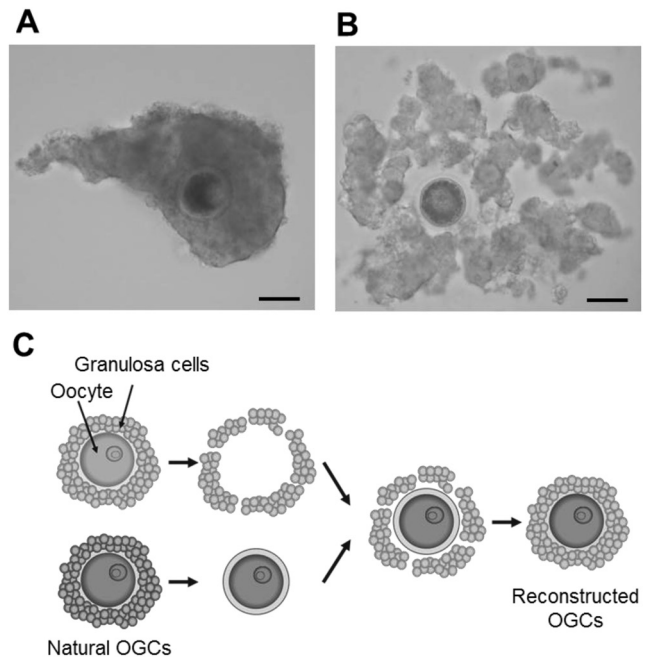 A
B
C
Granulosa cells
Oocyte
Natural OGCs
Reconstructed
OGCs